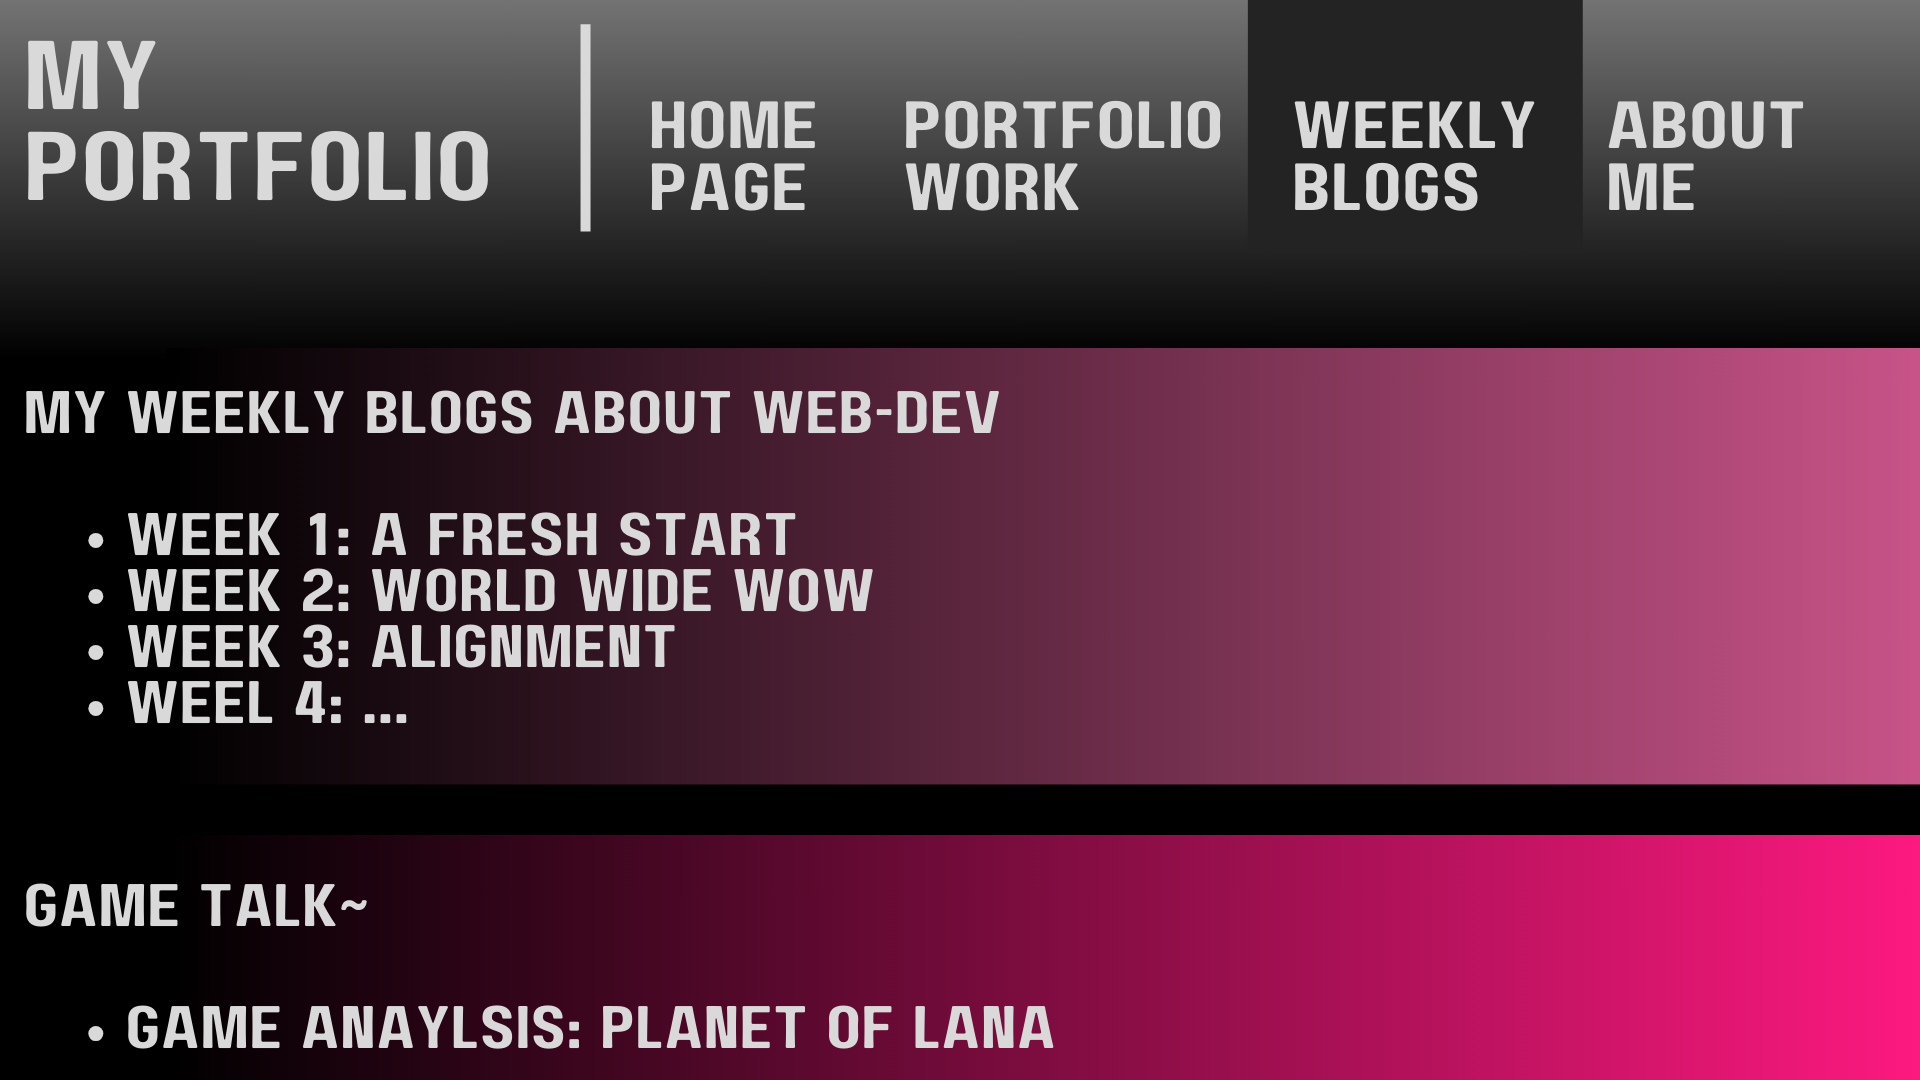 MY
PORTFOLIO
HOME
PAGE
PORTFOLIO
WORK
WEEKLY
BLOGS
ABOUT
ME
MY WEEKLY BLOGS ABOUT WEB-DEV
• WEEK 1: A FRESH START
• WEEK 2: WORLD WIDE WOW
• WEEK 3: ALIGNMENT
• WEEL 4: ...
GAME TALK~
• GAME ANAYLSIS: PLANET OF LANA